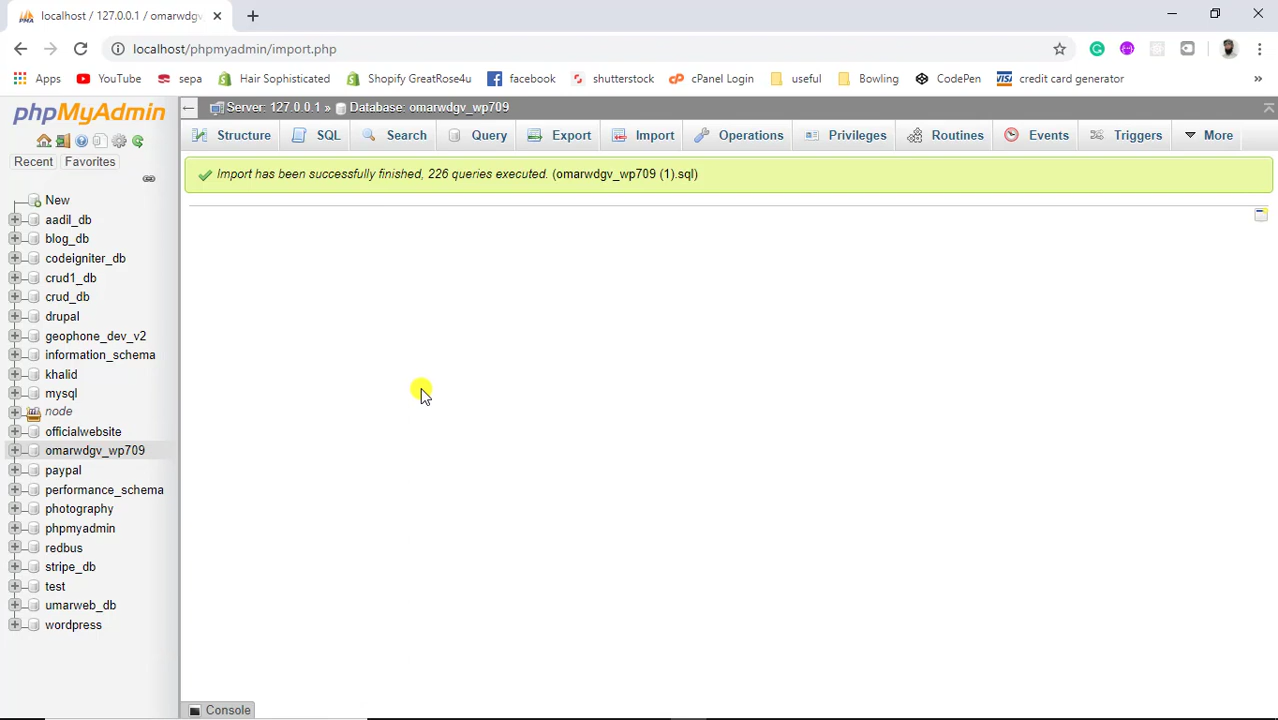 localhost / 127.0.0.1 / omarwdgv
localhost/phpmyadmin/import.php
Apps YouTube sepa Hair Sophisticated Shopify GreatRose4u facebook shutterstock cPanel Login useful Bowling CodePen credit card generator »
phpMyAdmin
Server: 127.0.0.1 » Database: omarwdgv_wp709
Structure SQL Search Query Export Import Operations Privileges Routines Events Triggers More
Recent Favorites
Import has been successfully finished, 226 queries executed. (omarwdgv_wp709 (1).sql)
New
aadil_db
blog_db
codeigniter_db
crud1_db
crud_db
drupal
geophone_dev_v2
information_schema
khalid
mysql
node
officialwebsite
omarwdgv_wp709
paypal
performance_schema
photography
phpmyadmin
redbus
stripe_db
test
umarweb_db
wordpress
Console